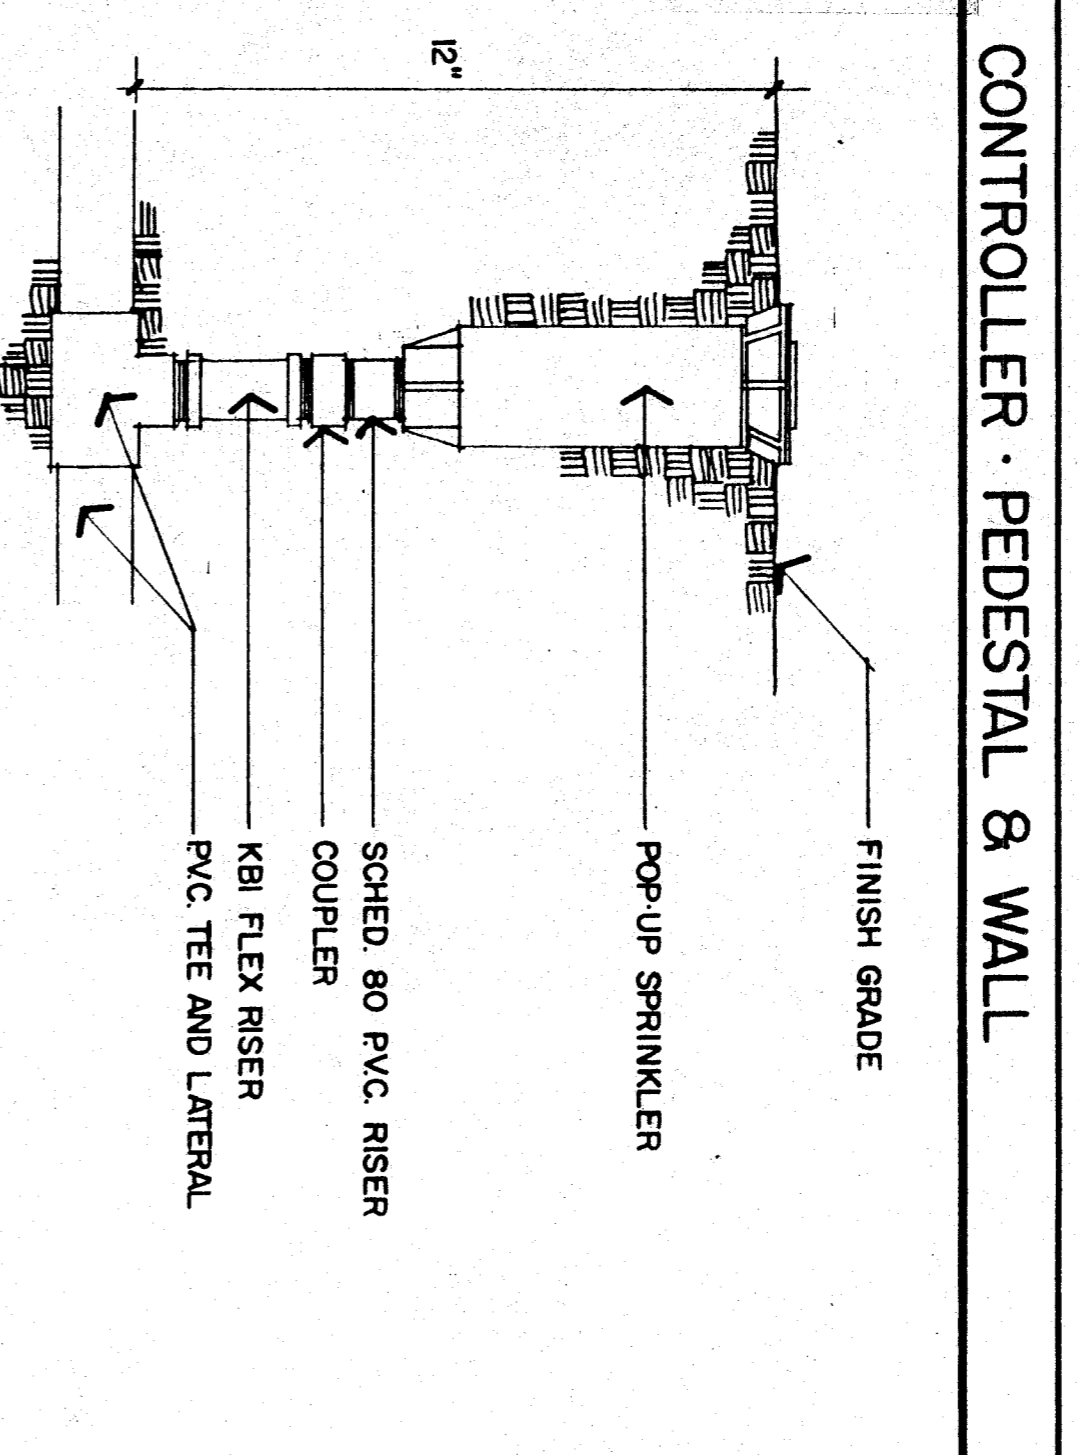 CONTROLLER · PEDESTAL & WALL
12"
FINISH GRADE
POP-UP SPRINKLER
SCHED. 80 P.V.C. RISER
COUPLER
KBI FLEX RISER
P.V.C. TEE AND LATERAL